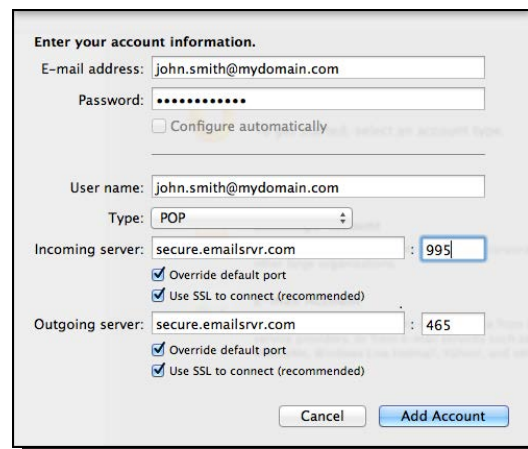 Enter your account information.
E-mail address: john.smith@mydomain.com
Password: ••••••••••••
Configure automatically
User name: john.smith@mydomain.com
Type: POP
Incoming server: secure.emailsrvr.com : 995
Override default port
Use SSL to connect (recommended)
Outgoing server: secure.emailsrvr.com : 465
Override default port
Use SSL to connect (recommended)
Cancel Add Account